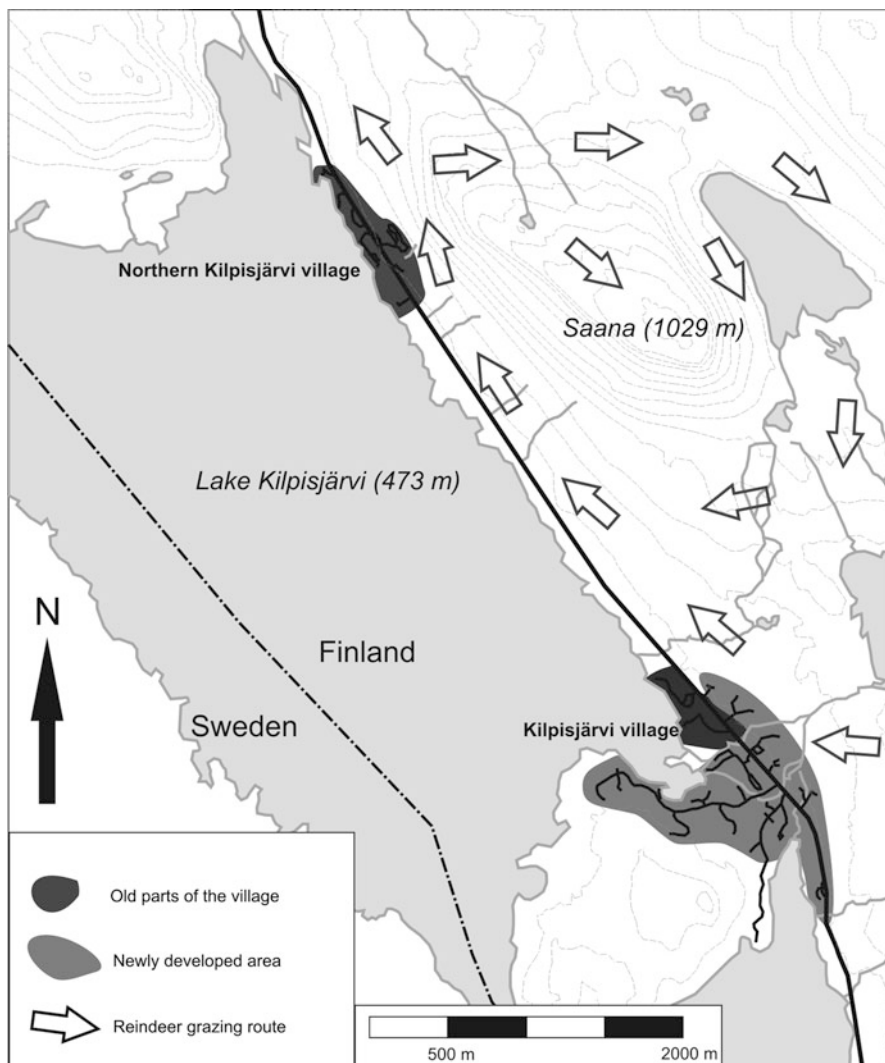 Northern Kilpisjärvi village
Saana (1029 m)
Lake Kilpisjärvi (473 m)
N
Finland
Sweden
Kilpisjärvi village
Old parts of the village
Newly developed area
Reindeer grazing route
500 m
2000 m